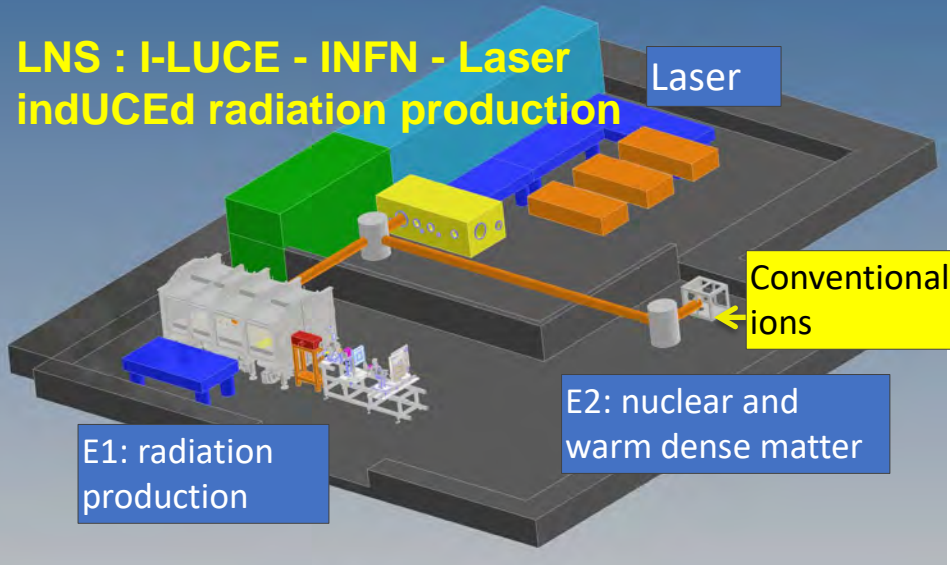 LNS : I-LUCE - INFN - Laser
indUCEd radiation production
Laser
Conventional
ions
E2: nuclear and
warm dense matter
E1: radiation
production